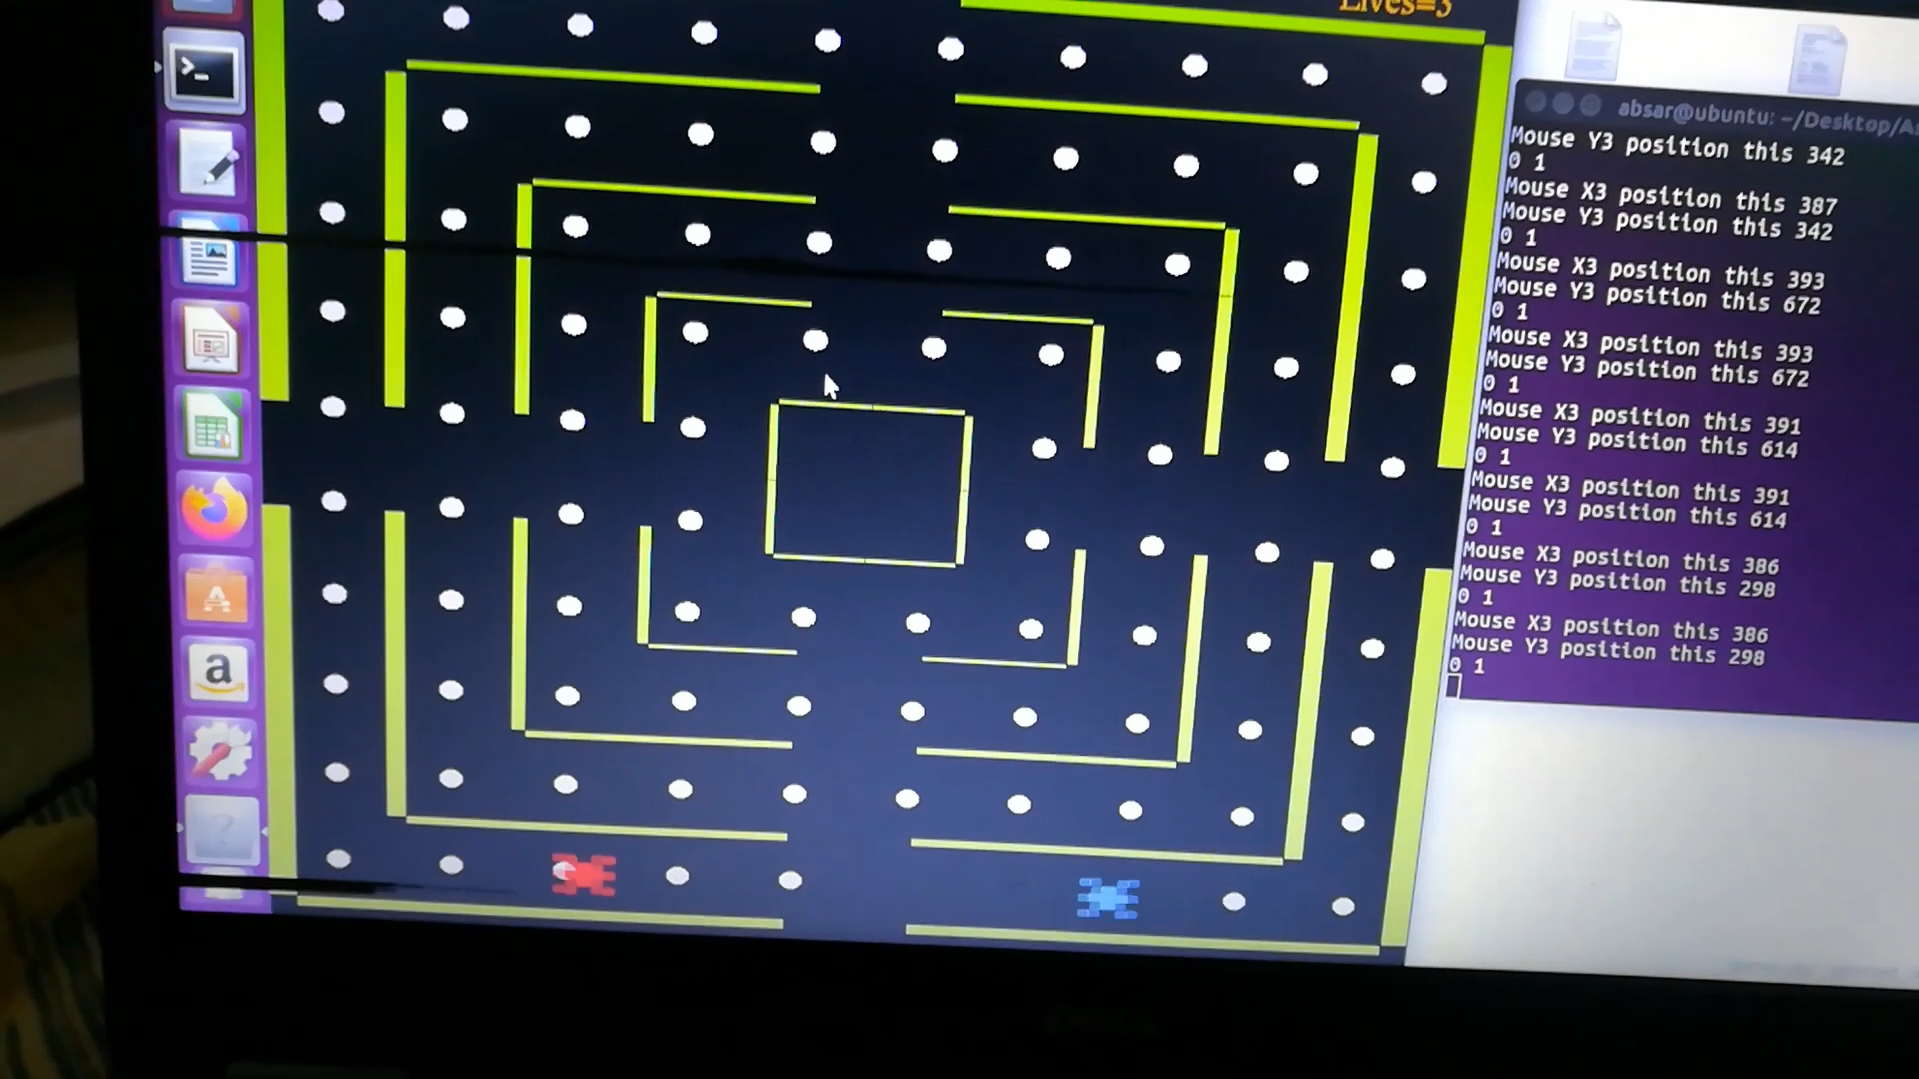 Lives=3
absar@ubuntu: ~/Desktop/As
Mouse Y3 position this 342
0 1
Mouse X3 position this 387
Mouse Y3 position this 342
0 1
Mouse X3 position this 393
Mouse Y3 position this 672
0 1
Mouse X3 position this 393
Mouse Y3 position this 672
0 1
Mouse X3 position this 391
Mouse Y3 position this 614
0 1
Mouse X3 position this 391
Mouse Y3 position this 614
0 1
Mouse X3 position this 386
Mouse Y3 position this 298
0 1
Mouse X3 position this 386
Mouse Y3 position this 298
0 1